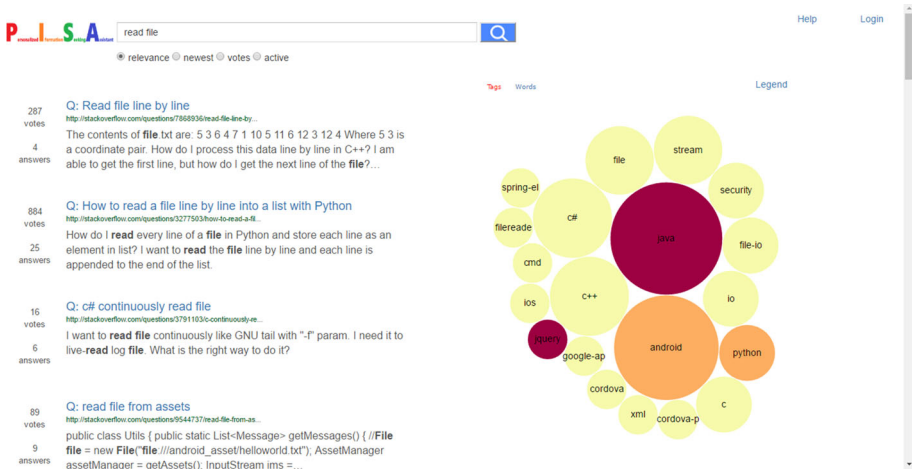 Help Login
Personalized Information Seeking Assistant
read file
relevance newest votes active
Tags Words Legend
287
votes
4
answers
Q: Read file line by line
http://stackoverflow.com/questions/7868936/read-file-line-by...
The contents of file.txt are: 5 3 6 4 7 1 10 5 11 6 12 3 12 4 Where 5 3 is
a coordinate pair. How do I process this data line by line in C++? I am
able to get the first line, but how do I get the next line of the file?...
884
votes
25
answers
Q: How to read a file line by line into a list with Python
http://stackoverflow.com/questions/3277503/how-to-read-a-fil...
How do I read every line of a file in Python and store each line as an
element in list? I want to read the file line by line and each line is
appended to the end of the list.
16
votes
6
answers
Q: c# continuously read file
http://stackoverflow.com/questions/3791103/c-continuously-re...
I want to read file continuously like GNU tail with "-f" param. I need it to
live-read log file. What is the right way to do it?
89
votes
9
answers
Q: read file from assets
http://stackoverflow.com/questions/9544737/read-file-from-as...
public class Utils { public static List<Message> getMessages() { //File
file = new File("file:///android_asset/helloworld.txt"); AssetManager
assetManager = getAssets(); InputStream ims =...
stream
file
spring-el
security
c#
filereade
java
file-io
cmd
c++
io
ios
jquery
android
python
google-ap
cordova
c
xml
cordova-p